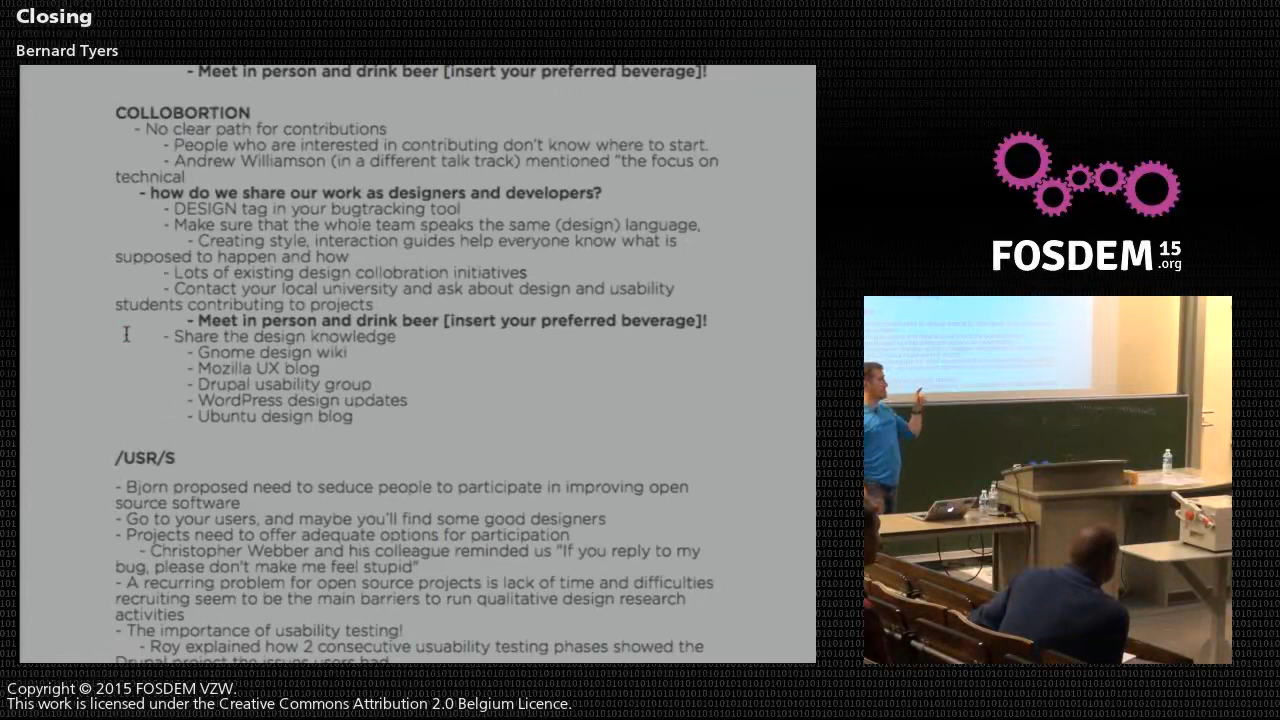 Closing
Bernard Tyers
- Meet in person and drink beer [insert your preferred beverage]!
COLLOBORTION
- No clear path for contributions
- People who are interested in contributing don't know where to start.
- Andrew Williamson (in a different talk track) mentioned "the focus on
technical
- how do we share our work as designers and developers?
- DESIGN tag in your bugtracking tool
- Make sure that the whole team speaks the same (design) language,
- Creating style, interaction guides help everyone know what is
supposed to happen and how
- Lots of existing design collobration initiatives
- Contact your local university and ask about design and usability
students contributing to projects
- Meet in person and drink beer [insert your preferred beverage]!
- Share the design knowledge
- Gnome design wiki
- Mozilla UX blog
- Drupal usability group
- WordPress design updates
- Ubuntu design blog
/USR/S
- Bjorn proposed need to seduce people to participate in improving open
source software
- Go to your users, and maybe you'll find some good designers
- Projects need to offer adequate options for participation
- Christopher Webber and his colleague reminded us "If you reply to my
bug, please don't make me feel stupid"
- A recurring problem for open source projects is lack of time and difficulties
recruiting seem to be the main barriers to run qualitative design research
activities
- The importance of usability testing!
- Roy explained how 2 consecutive usuability testing phases showed the
Drupal project the issues users had
FOSDEM 15
.org
Copyright © 2015 FOSDEM VZW.
This work is licensed under the Creative Commons Attribution 2.0 Belgium Licence.